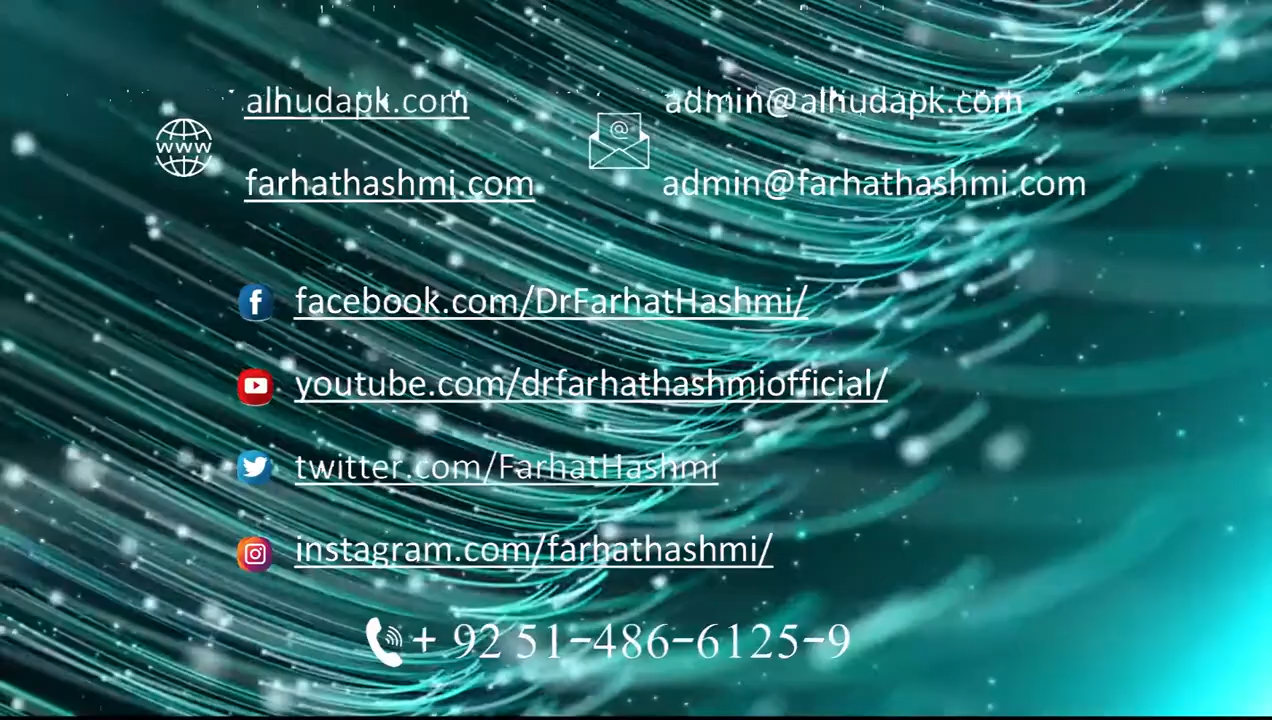 alhudapk.com
admin@alhudapk.com
www
@
farhathashmi.com
admin@farhathashmi.com
facebook.com/DrFarhatHashmi/
youtube.com/drfarhathashmiofficial/
twitter.com/FarhatHashmi
instagram.com/farhathashmi/
+ 92 51-486-6125-9